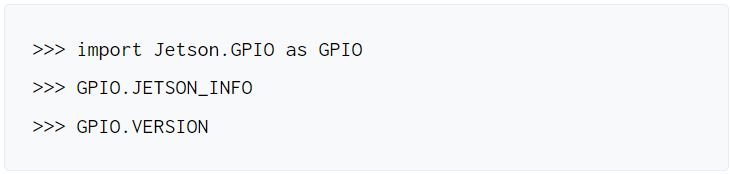 >>> import Jetson.GPIO as GPIO
>>> GPIO.JETSON_INFO
>>> GPIO.VERSION